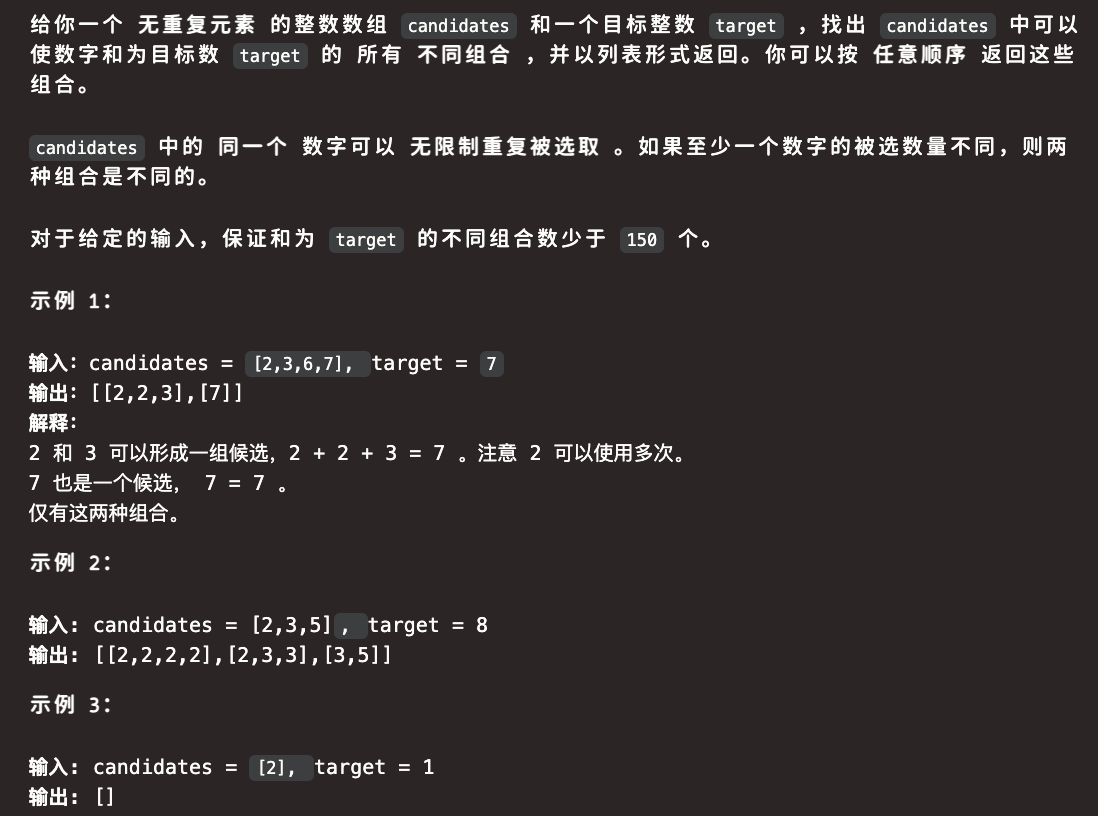 给你一个 无重复元素 的整数数组 candidates 和一个目标整数 target ，找出 candidates 中可以
使数字和为目标数 target 的 所有 不同组合 ，并以列表形式返回。你可以按 任意顺序 返回这些
组合。
candidates 中的 同一个 数字可以 无限制重复被选取 。如果至少一个数字的被选数量不同，则两
种组合是不同的。
对于给定的输入，保证和为 target 的不同组合数少于 150 个。
示例 1：
输入：candidates = [2,3,6,7], target = 7
输出：[[2,2,3],[7]]
解释：
2 和 3 可以形成一组候选，2 + 2 + 3 = 7 。注意 2 可以使用多次。
7 也是一个候选， 7 = 7 。
仅有这两种组合。
示例 2：
输入: candidates = [2,3,5], target = 8
输出: [[2,2,2,2],[2,3,3],[3,5]]
示例 3：
输入: candidates = [2], target = 1
输出: []